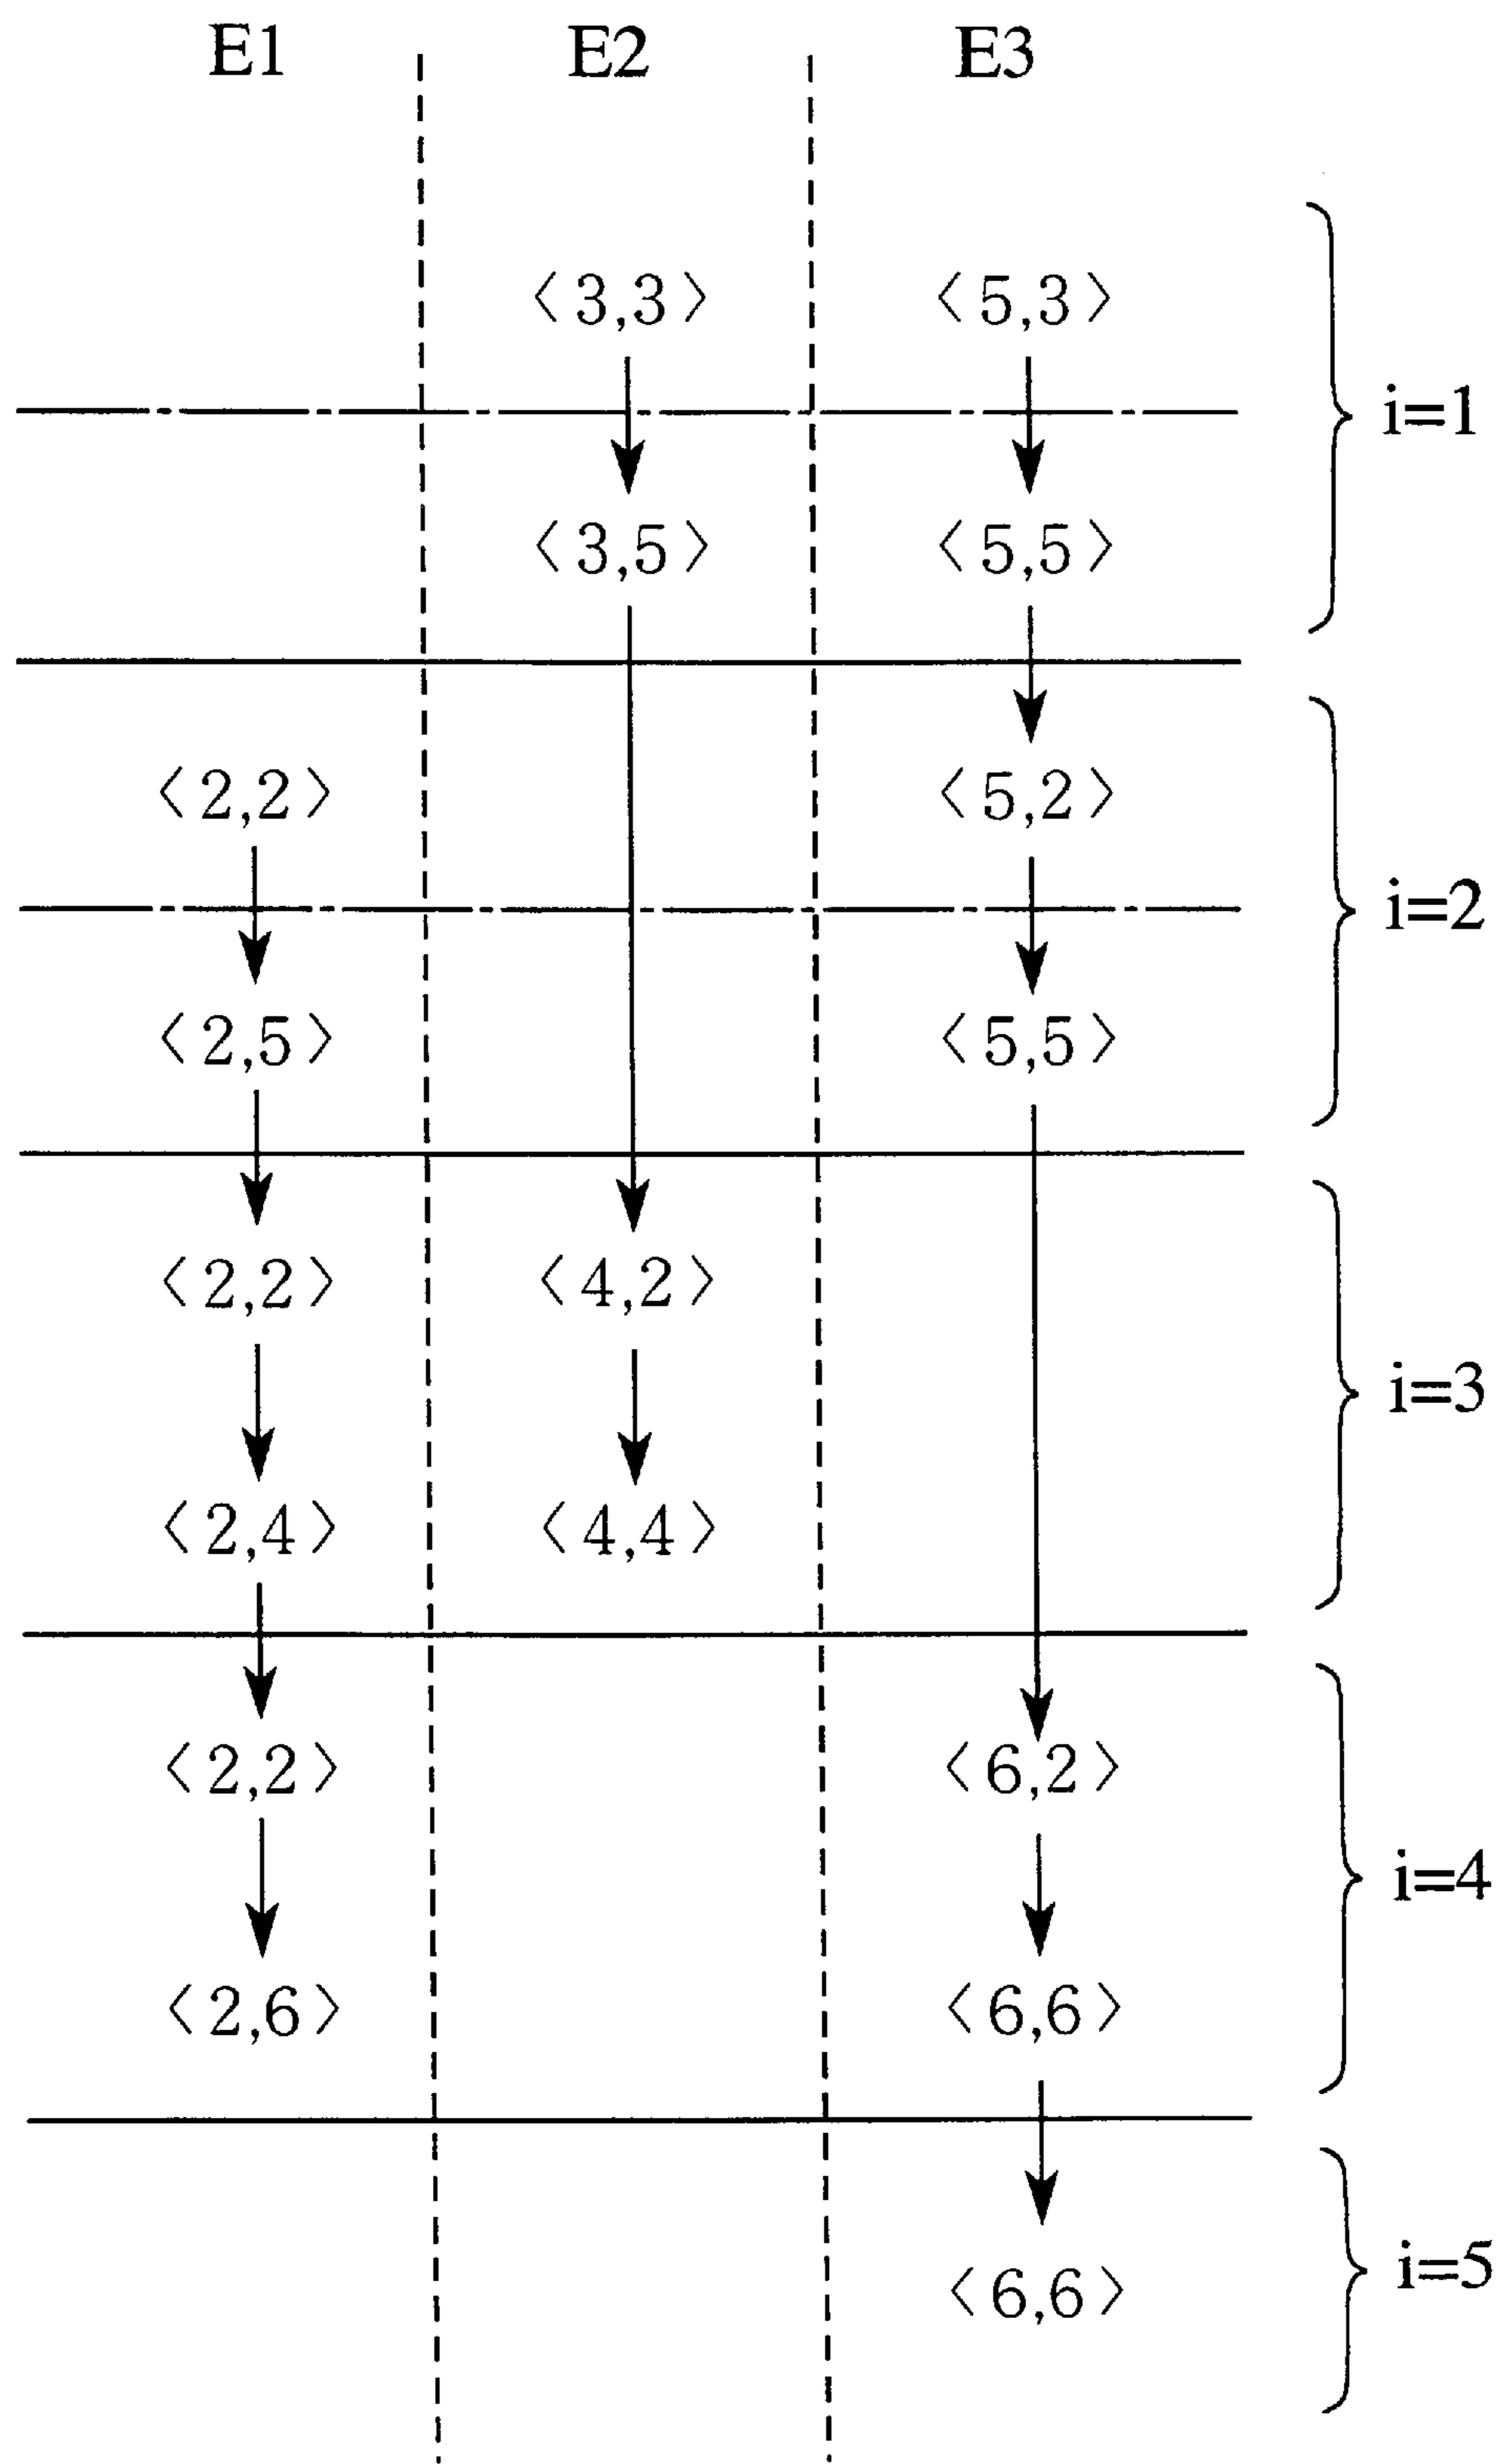 E1 E2 E3
〈3,3〉 〈5,3〉
i=1
〈3,5〉 〈5,5〉
〈2,2〉 〈5,2〉
i=2
〈2,5〉 〈5,5〉
〈2,2〉 〈4,2〉
i=3
〈2,4〉 〈4,4〉
〈2,2〉 〈6,2〉
i=4
〈2,6〉 〈6,6〉
i=5
〈6,6〉